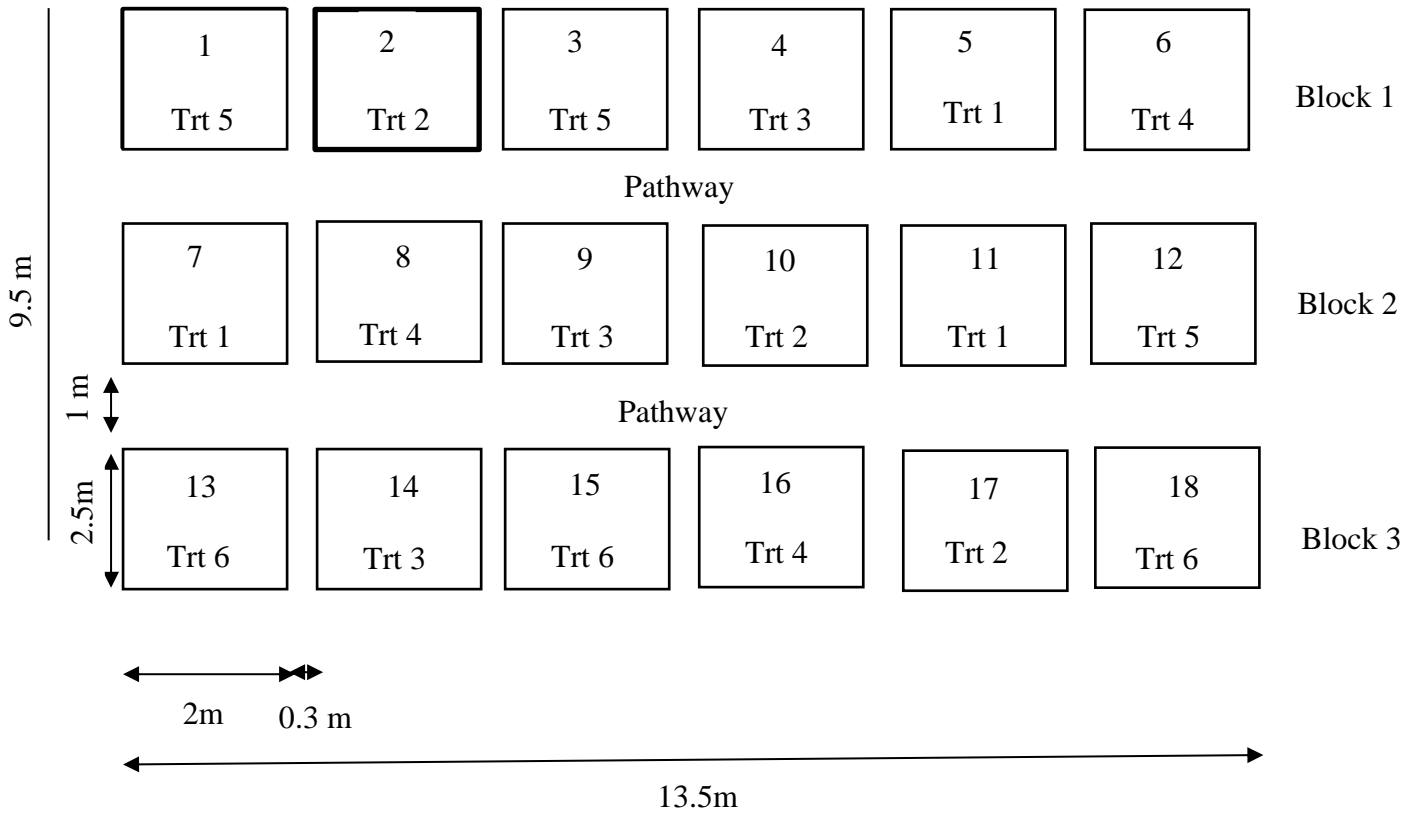 1 2 3 4 5 6
Trt 5 Trt 2 Trt 5 Trt 3 Trt 1 Trt 4
Block 1
Pathway
7 8 9 10 11 12
Trt 1 Trt 4 Trt 3 Trt 2 Trt 1 Trt 5
Block 2
9.5 m
1 m
Pathway
13 14 15 16 17 18
Trt 6 Trt 3 Trt 6 Trt 4 Trt 2 Trt 6
Block 3
2.5m
2m 0.3 m
13.5m